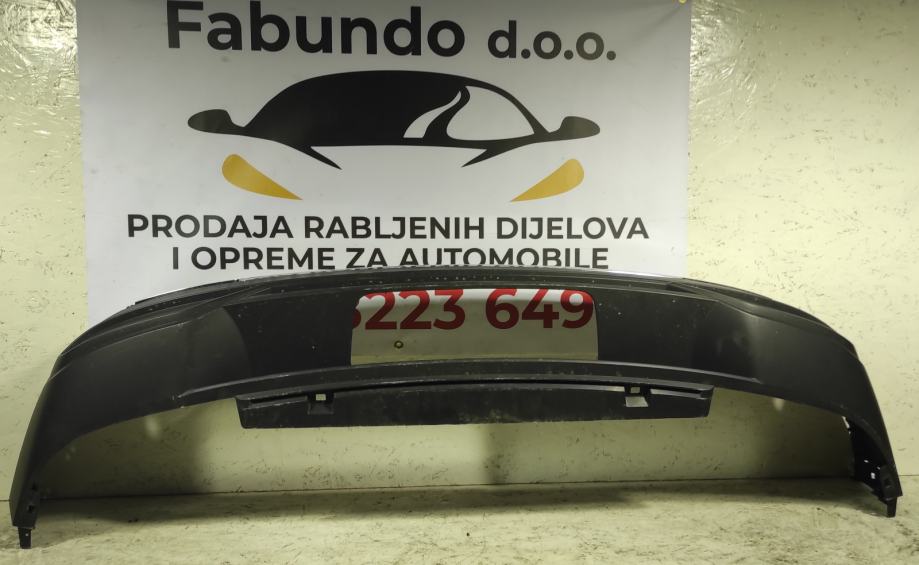 Fabundo d.o.o.
PRODAJA RABLJENIH DIJELOVA
I OPREME ZA AUTOMOBILE
223 649